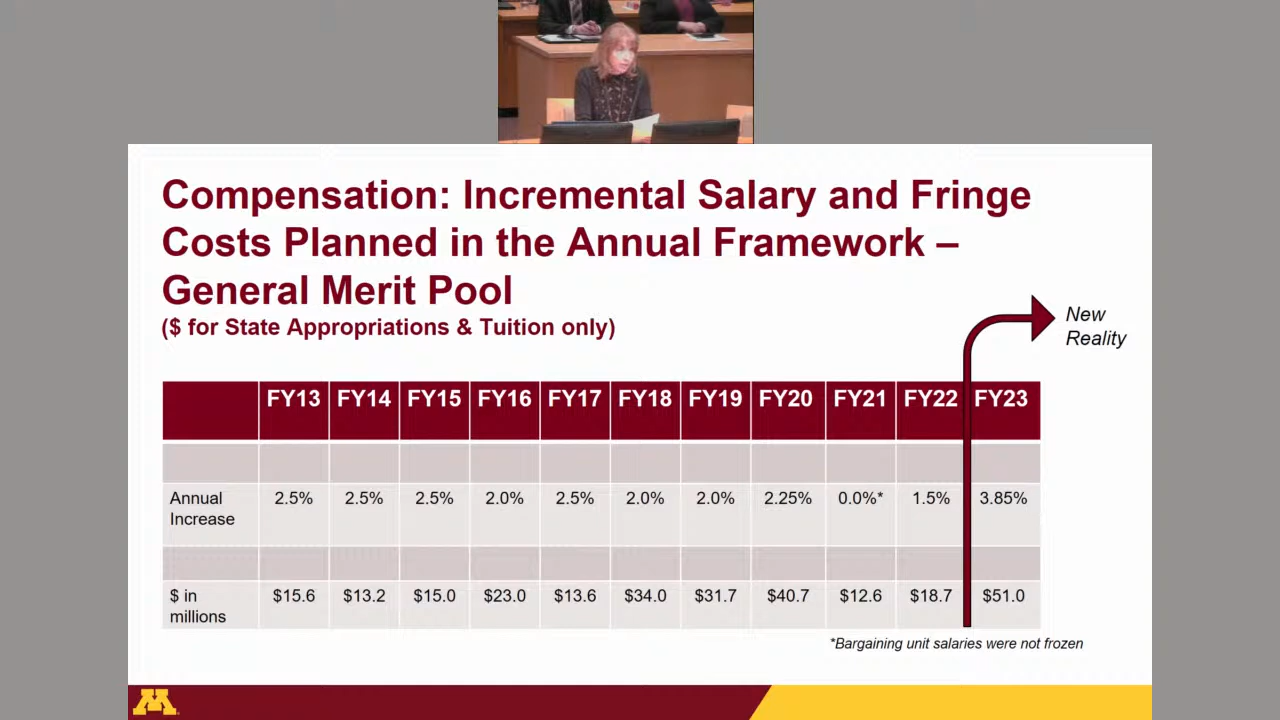 Compensation: Incremental Salary and Fringe
Costs Planned in the Annual Framework –
General Merit Pool
($ for State Appropriations & Tuition only)
New
Reality
FY13 FY14 FY15 FY16 FY17 FY18 FY19 FY20 FY21 FY22 FY23
Annual Increase 2.5% 2.5% 2.5% 2.0% 2.5% 2.0% 2.0% 2.25% 0.0%* 1.5% 3.85%
$ in millions $15.6 $13.2 $15.0 $23.0 $13.6 $34.0 $31.7 $40.7 $12.6 $18.7 $51.0
*Bargaining unit salaries were not frozen
M